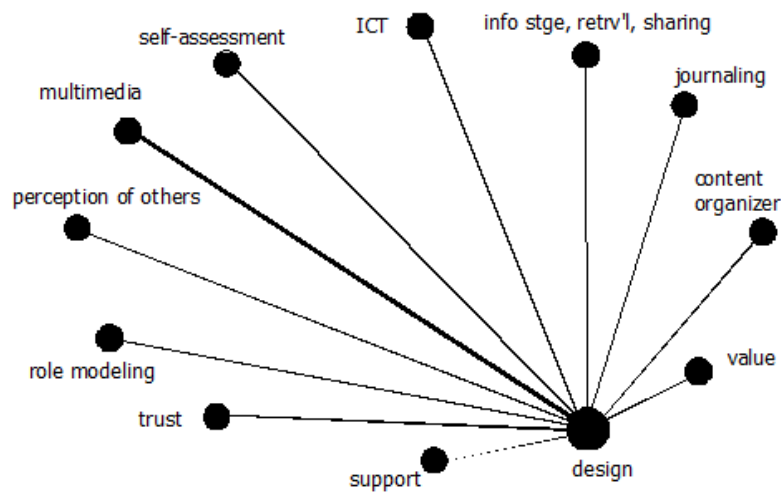 ICT
info stge, retrv'l, sharing
self-assessment
journaling
multimedia
content
organizer
perception of others
value
role modeling
trust
design
support